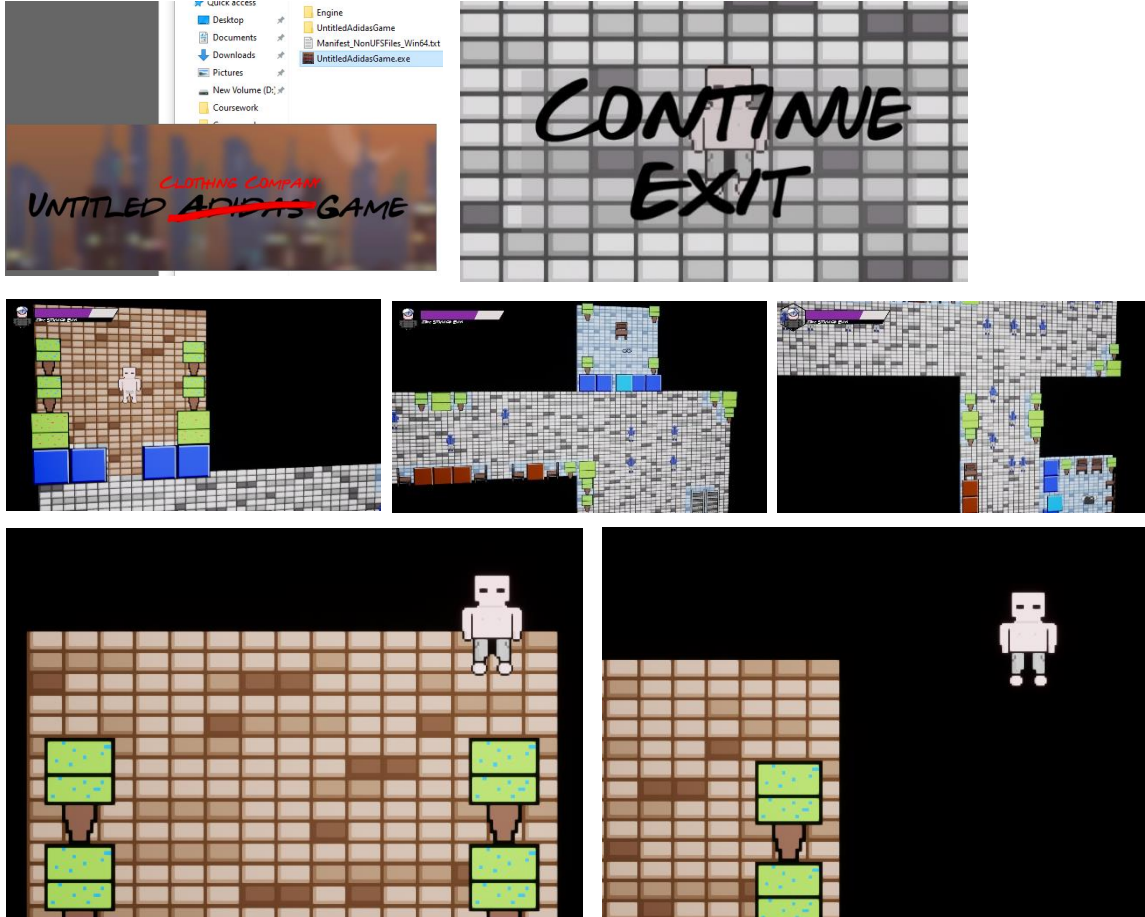 Quick access
Desktop
Documents
Downloads
Pictures
New Volume (D:)
Coursework
Engine
UntitledAdidasGame
Manifest_NonUFSFiles_Win64.txt
UntitledAdidasGame.exe
CLOTHING COMPANY
UNTITLED ADIDAS GAME
CONTINUE
EXIT